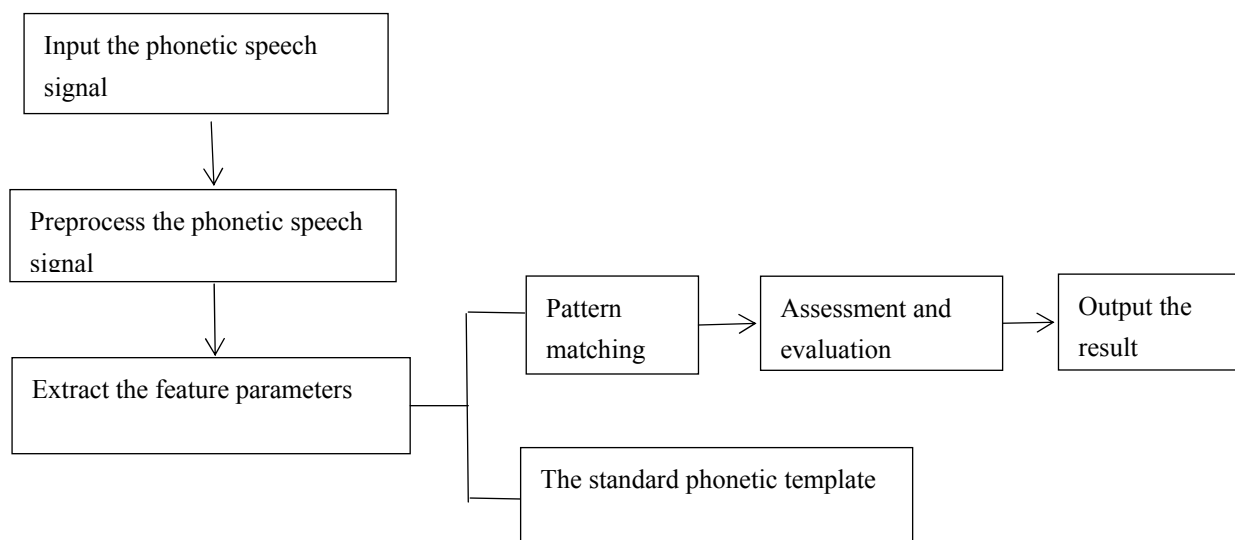 Input the phonetic speech
signal
Preprocess the phonetic speech
signal
Extract the feature parameters
Pattern
matching
Assessment and
evaluation
Output the
result
The standard phonetic template